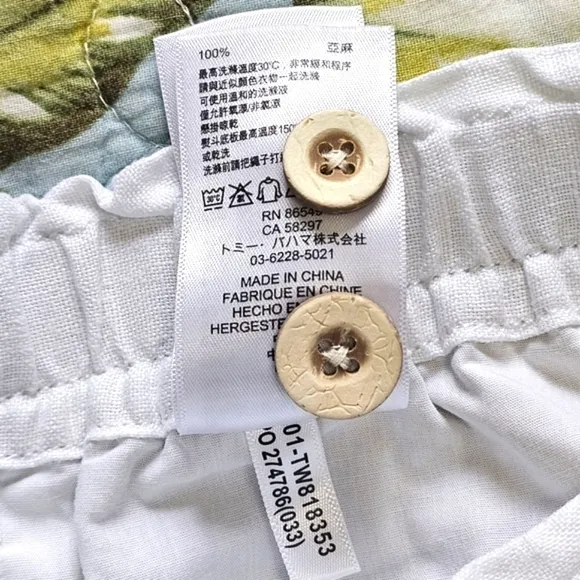 100% 亞麻
最高洗滌溫度30°C, 非常緩和程序
請與近似顏色衣物一起洗滌
可使用溫和的洗滌液
僅允許氧漂/非氯漂
懸掛晾乾
熨斗底板最高溫度150
或乾洗
洗滌前請把繩子打
RN 86549
CA 58297
トミー・バハマ株式会社
03-6228-5021
MADE IN CHINA
FABRIQUE EN CHINE
HECHO EN
HERGESTE
01-TW818353
PO 274786(033)